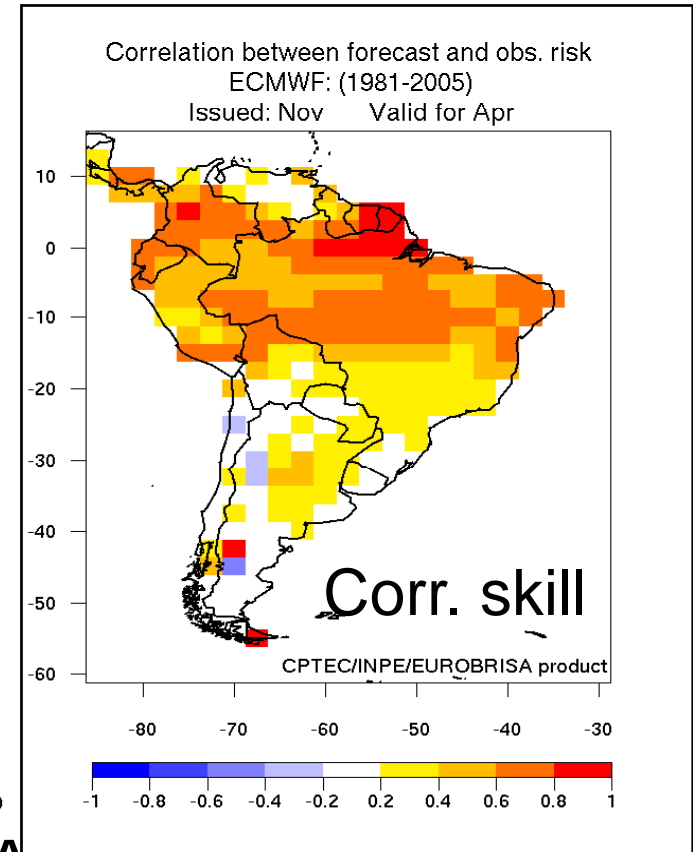 Correlation between forecast and obs. risk
ECMWF: (1981-2005)
Issued: Nov Valid for Apr
10
0
-10
-20
-30
-40
-50
-60
Corr. skill
CPTEC/INPE/EUROBRISA product
-80 -70 -60 -50 -40 -30
-1 -0.8 -0.6 -0.4 -0.2 0.2 0.4 0.6 0.8 1
A